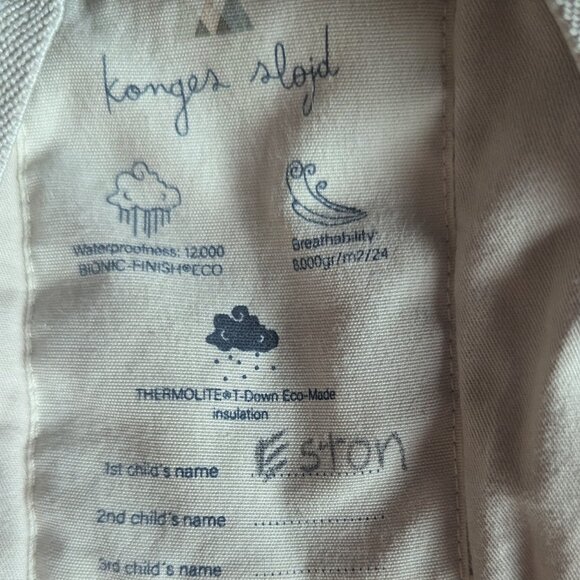 konges sløjd
Waterproofness: 12.000
BIONIC-FINISH®ECO
Breathability:
8.000gr/m2/24
THERMOLITE®T-Down Eco-Made
insulation
1st child's name Eston
2nd child's name
3rd child's name